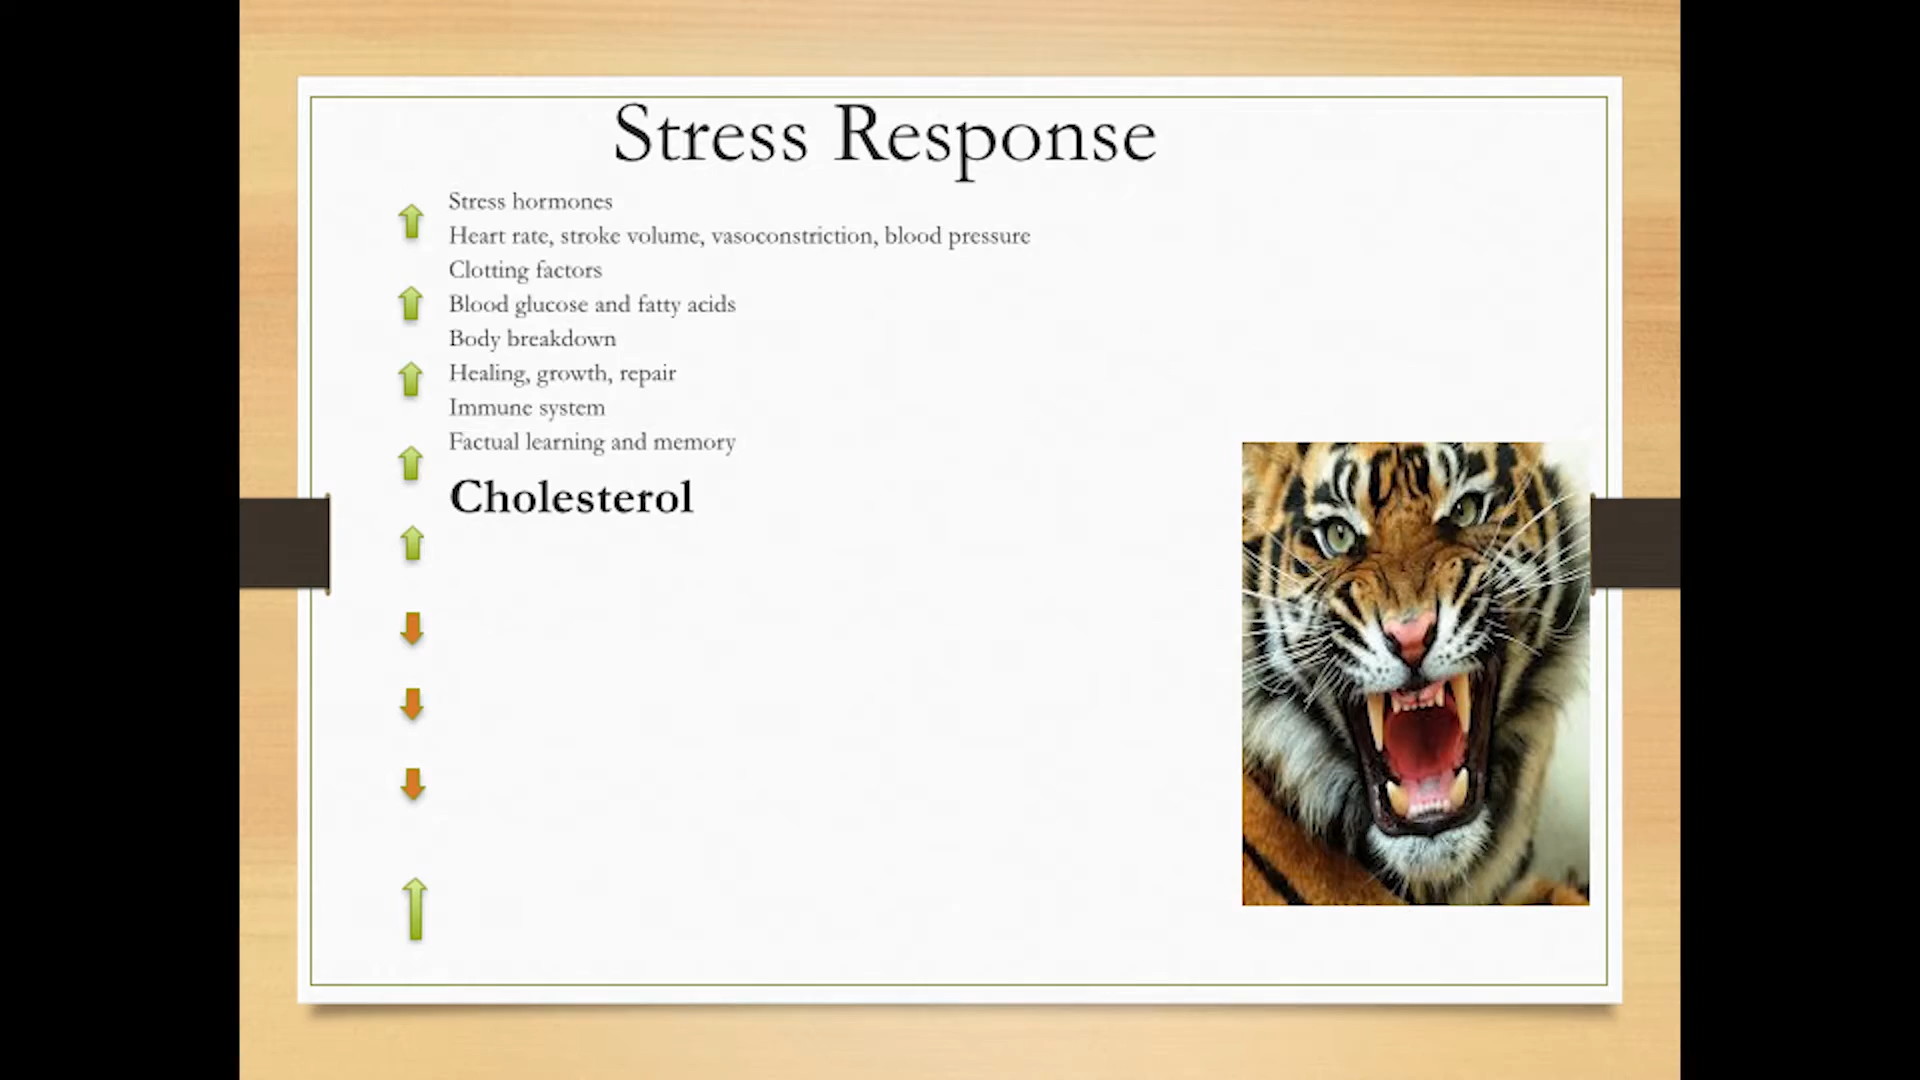 Stress Response
Stress hormones
Heart rate, stroke volume, vasoconstriction, blood pressure
Clotting factors
Blood glucose and fatty acids
Body breakdown
Healing, growth, repair
Immune system
Factual learning and memory
Cholesterol